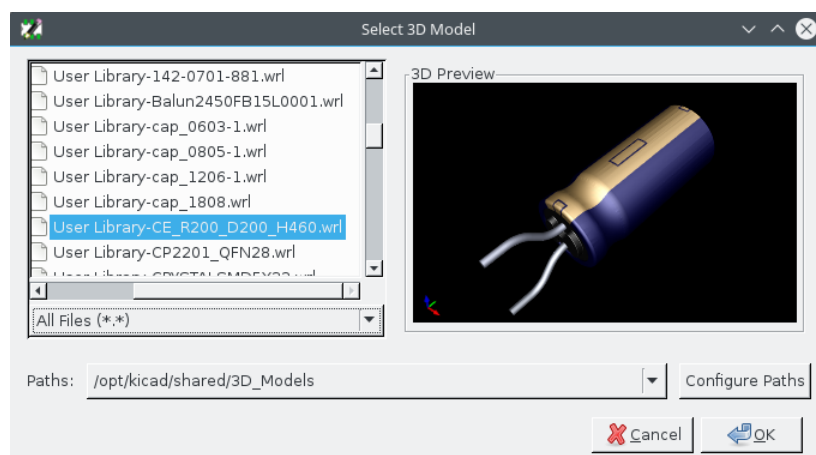 Select 3D Model
User Library-142-0701-881.wrl
User Library-Balun2450FB15L0001.wrl
User Library-cap_0603-1.wrl
User Library-cap_0805-1.wrl
User Library-cap_1206-1.wrl
User Library-cap_1808.wrl
User Library-CE_R200_D200_H460.wrl
User Library-CP2201_QFN28.wrl
All Files (*.*)
3D Preview
Paths: /opt/kicad/shared/3D_Models
Configure Paths
Cancel
OK